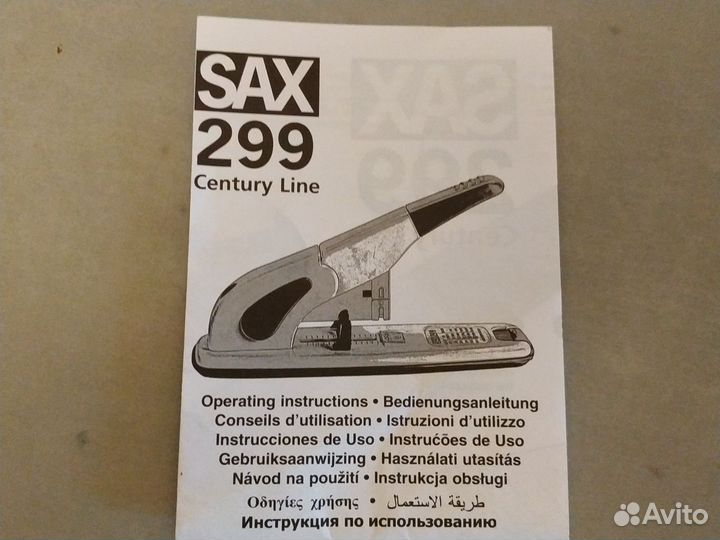 SAX
299
Century Line
Operating instructions • Bedienungsanleitung
Conseils d'utilisation • Istruzioni d'utilizzo
Instrucciones de Uso • Instrućões de Uso
Gebruiksaanwijzing • Használati utasítás
Návod na použití • Instrukcja obsługi
Οδηγίες χρήσης • طريقة الاستعمال
Инструкция по использованию
Avito